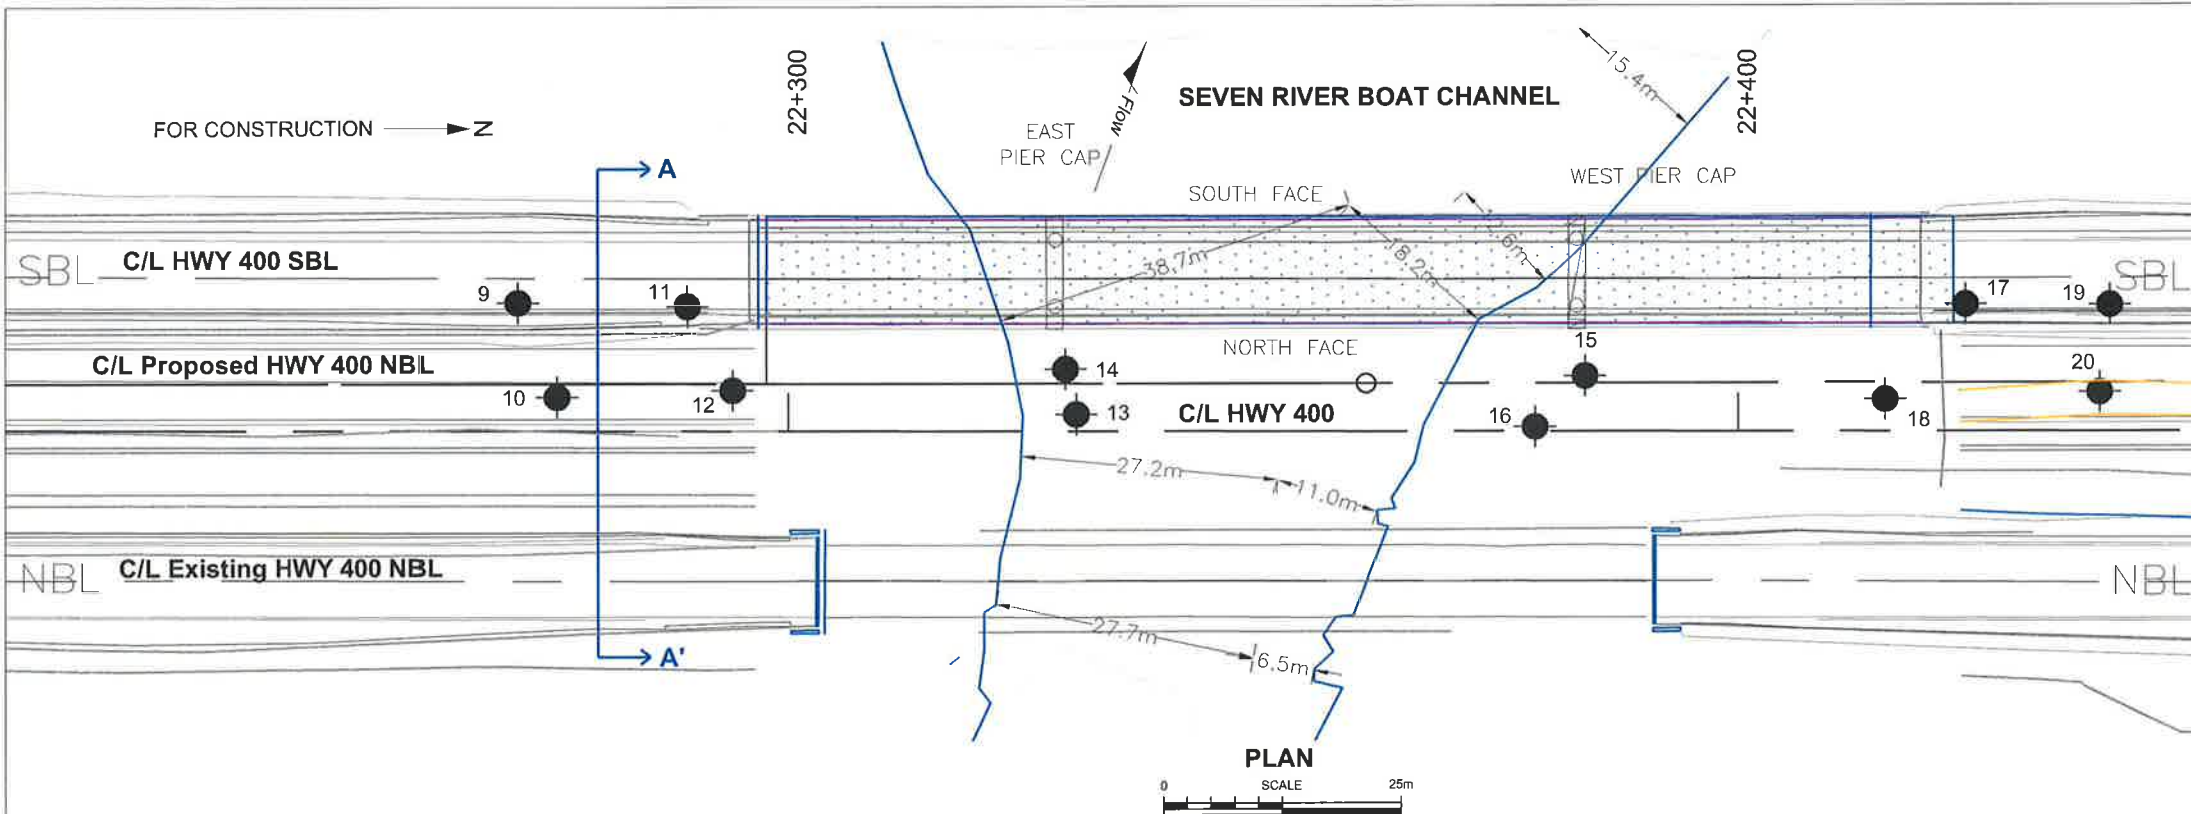 22+300
22+400
15.4m
SEVEN RIVER BOAT CHANNEL
Flow
FOR CONSTRUCTION N
EAST
PIER CAP
A
SOUTH FACE
WEST PIER CAP
SBL
C/L HWY 400 SBL
38,7m
18.2m
SBL
9
11
17
19
C/L Proposed HWY 400 NBL
NORTH FACE
15
14
20
10
12
13
C/L HWY 400
16
18
27.2m
11.0m
NBL
C/L Existing HWY 400 NBL
NBL
27.7m
A'
6.5m
PLAN
0
SCALE
25m